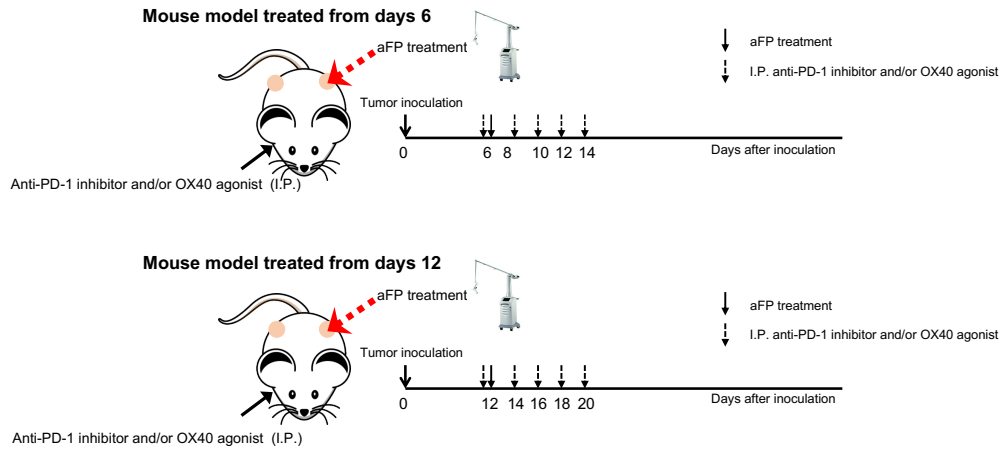 Mouse model treated from days 6
aFP treatment
aFP treatment
I.P. anti-PD-1 inhibitor and/or OX40 agonist
Tumor inoculation
0 6 8 10 12 14 Days after inoculation
Anti-PD-1 inhibitor and/or OX40 agonist (I.P.)
Mouse model treated from days 12
aFP treatment
aFP treatment
I.P. anti-PD-1 inhibitor and/or OX40 agonist
Tumor inoculation
0 12 14 16 18 20 Days after inoculation
Anti-PD-1 inhibitor and/or OX40 agonist (I.P.)